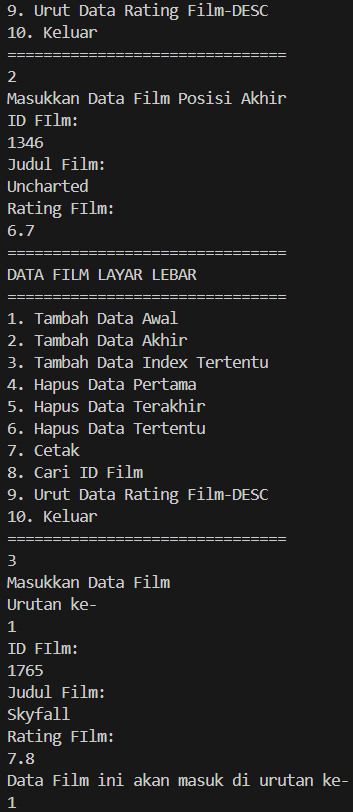 9. Urut Data Rating Film-DESC
10. Keluar
===============================
2
Masukkan Data Film Posisi Akhir
ID FIlm:
1346
Judul Film:
Uncharted
Rating FIlm:
6.7
===============================
DATA FILM LAYAR LEBAR
===============================
1. Tambah Data Awal
2. Tambah Data Akhir
3. Tambah Data Index Tertentu
4. Hapus Data Pertama
5. Hapus Data Terakhir
6. Hapus Data Tertentu
7. Cetak
8. Cari ID Film
9. Urut Data Rating Film-DESC
10. Keluar
===============================
3
Masukkan Data Film
Urutan ke-
1
ID FIlm:
1765
Judul Film:
Skyfall
Rating FIlm:
7.8
Data Film ini akan masuk di urutan ke-
1